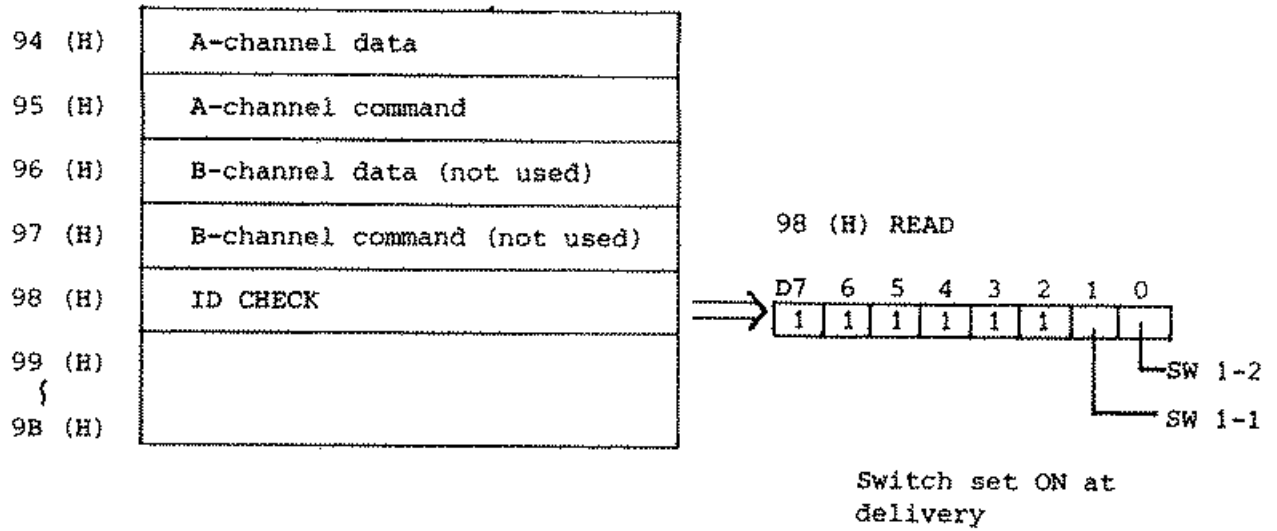 94 (H) A-channel data
95 (H) A-channel command
96 (H) B-channel data (not used)
97 (H) B-channel command (not used)
98 (H) ID CHECK
99 (H)
9B (H)
98 (H) READ
D7 6 5 4 3 2 1 0
1 1 1 1 1 1
SW 1-2
SW 1-1
Switch set ON at
delivery